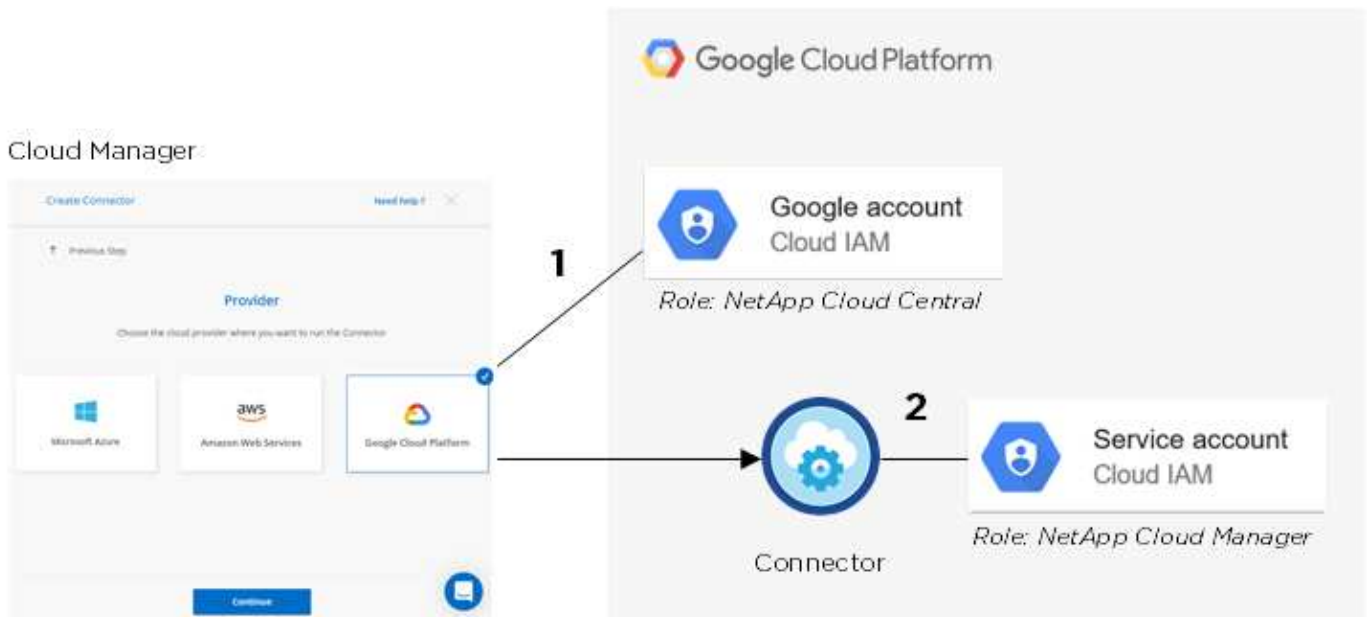 Google Cloud Platform
Cloud Manager
Create Connector
Need help ?
Previous Step
Provider
Choose the cloud provider where you want to run the Connector
Microsoft Azure
aws
Amazon Web Services
Google Cloud Platform
Continue
1
Google account
Cloud IAM
Role: NetApp Cloud Central
Connector
2
Service account
Cloud IAM
Role: NetApp Cloud Manager